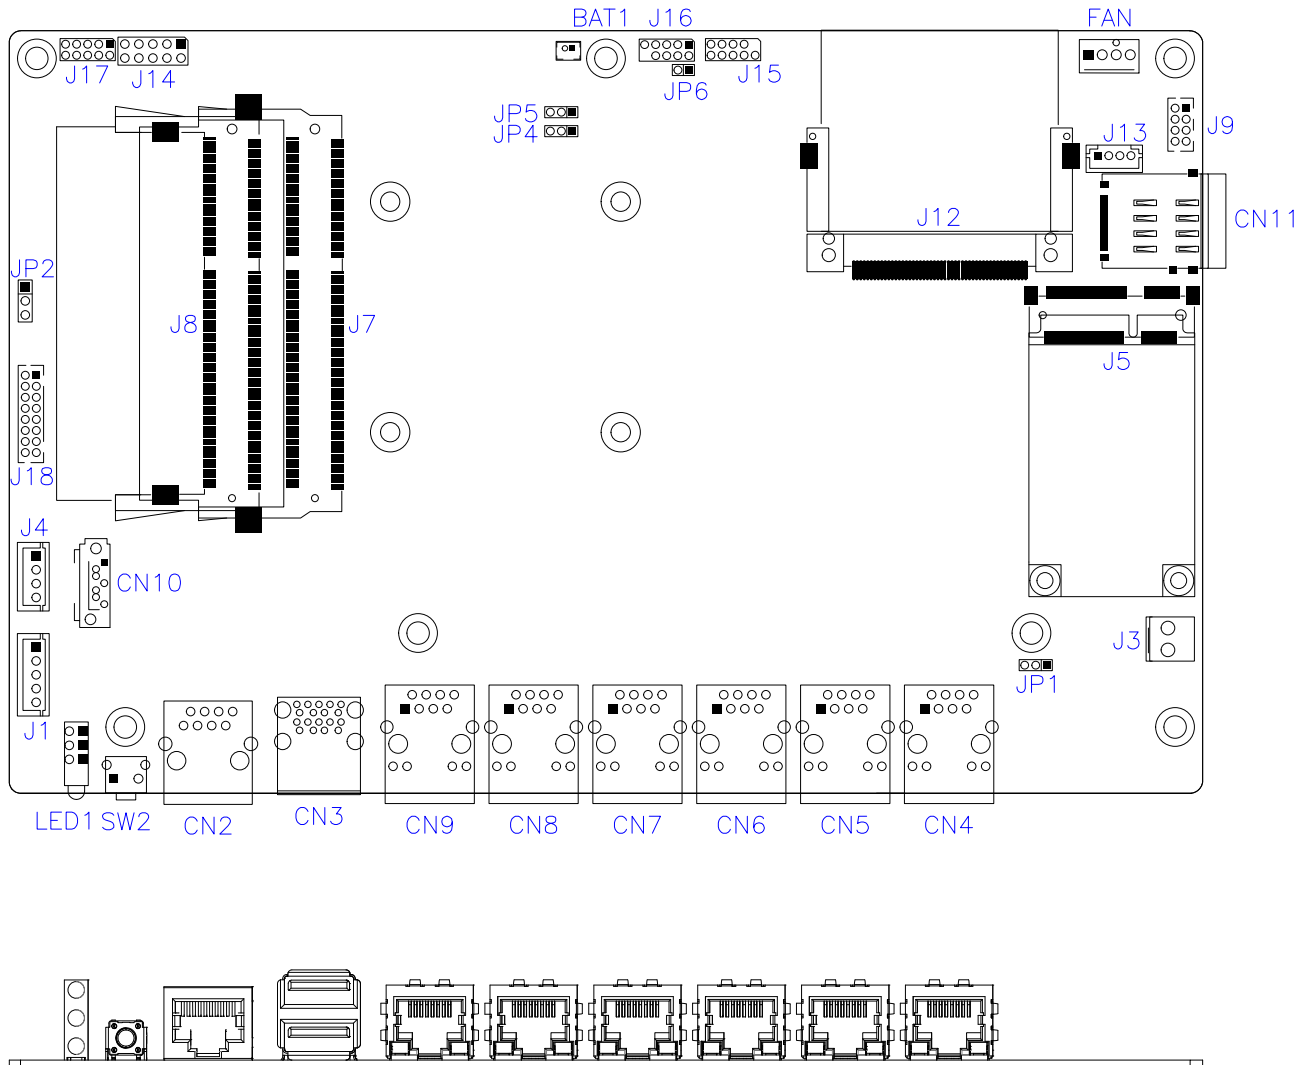 BAT1 J16 FAN
J17 J14 J15
JP6
JP5
JP4
J13 J9
J12 CN11
JP2
J8 J7
J5
J18
J4
CN10
J3
JP1
J1
LED1 SW2 CN2 CN3 CN9 CN8 CN7 CN6 CN5 CN4